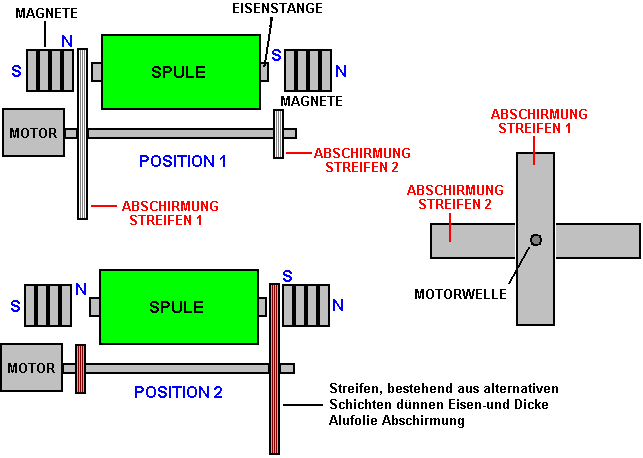 MAGNETE
EISENSTANGE
N
S
SPULE
S
N
MAGNETE
MOTOR
POSITION 1
ABSCHIRMUNG
STREIFEN 2
ABSCHIRMUNG
STREIFEN 1
ABSCHIRMUNG
STREIFEN 1
ABSCHIRMUNG
STREIFEN 2
MOTORWELLE
S
N
SPULE
S
N
MOTOR
POSITION 2
Streifen, bestehend aus alternativen
Schichten dünnen Eisen-und Dicke
Alufolie Abschirmung